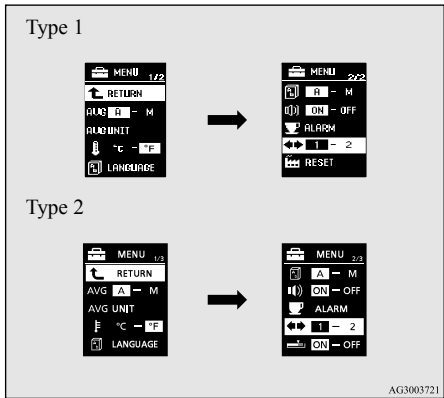 Type 1
MENU 1/2
RETURN
AVG A - M
AVG UNIT
°C - °F
LANGUAGE
MENU 2/2
A - M
ON - OFF
ALARM
1 - 2
RESET
Type 2
MENU 1/3
RETURN
AVG A - M
AVG UNIT
°C - °F
LANGUAGE
MENU 2/3
A - M
ON - OFF
ALARM
1 - 2
ON - OFF
AG3003721